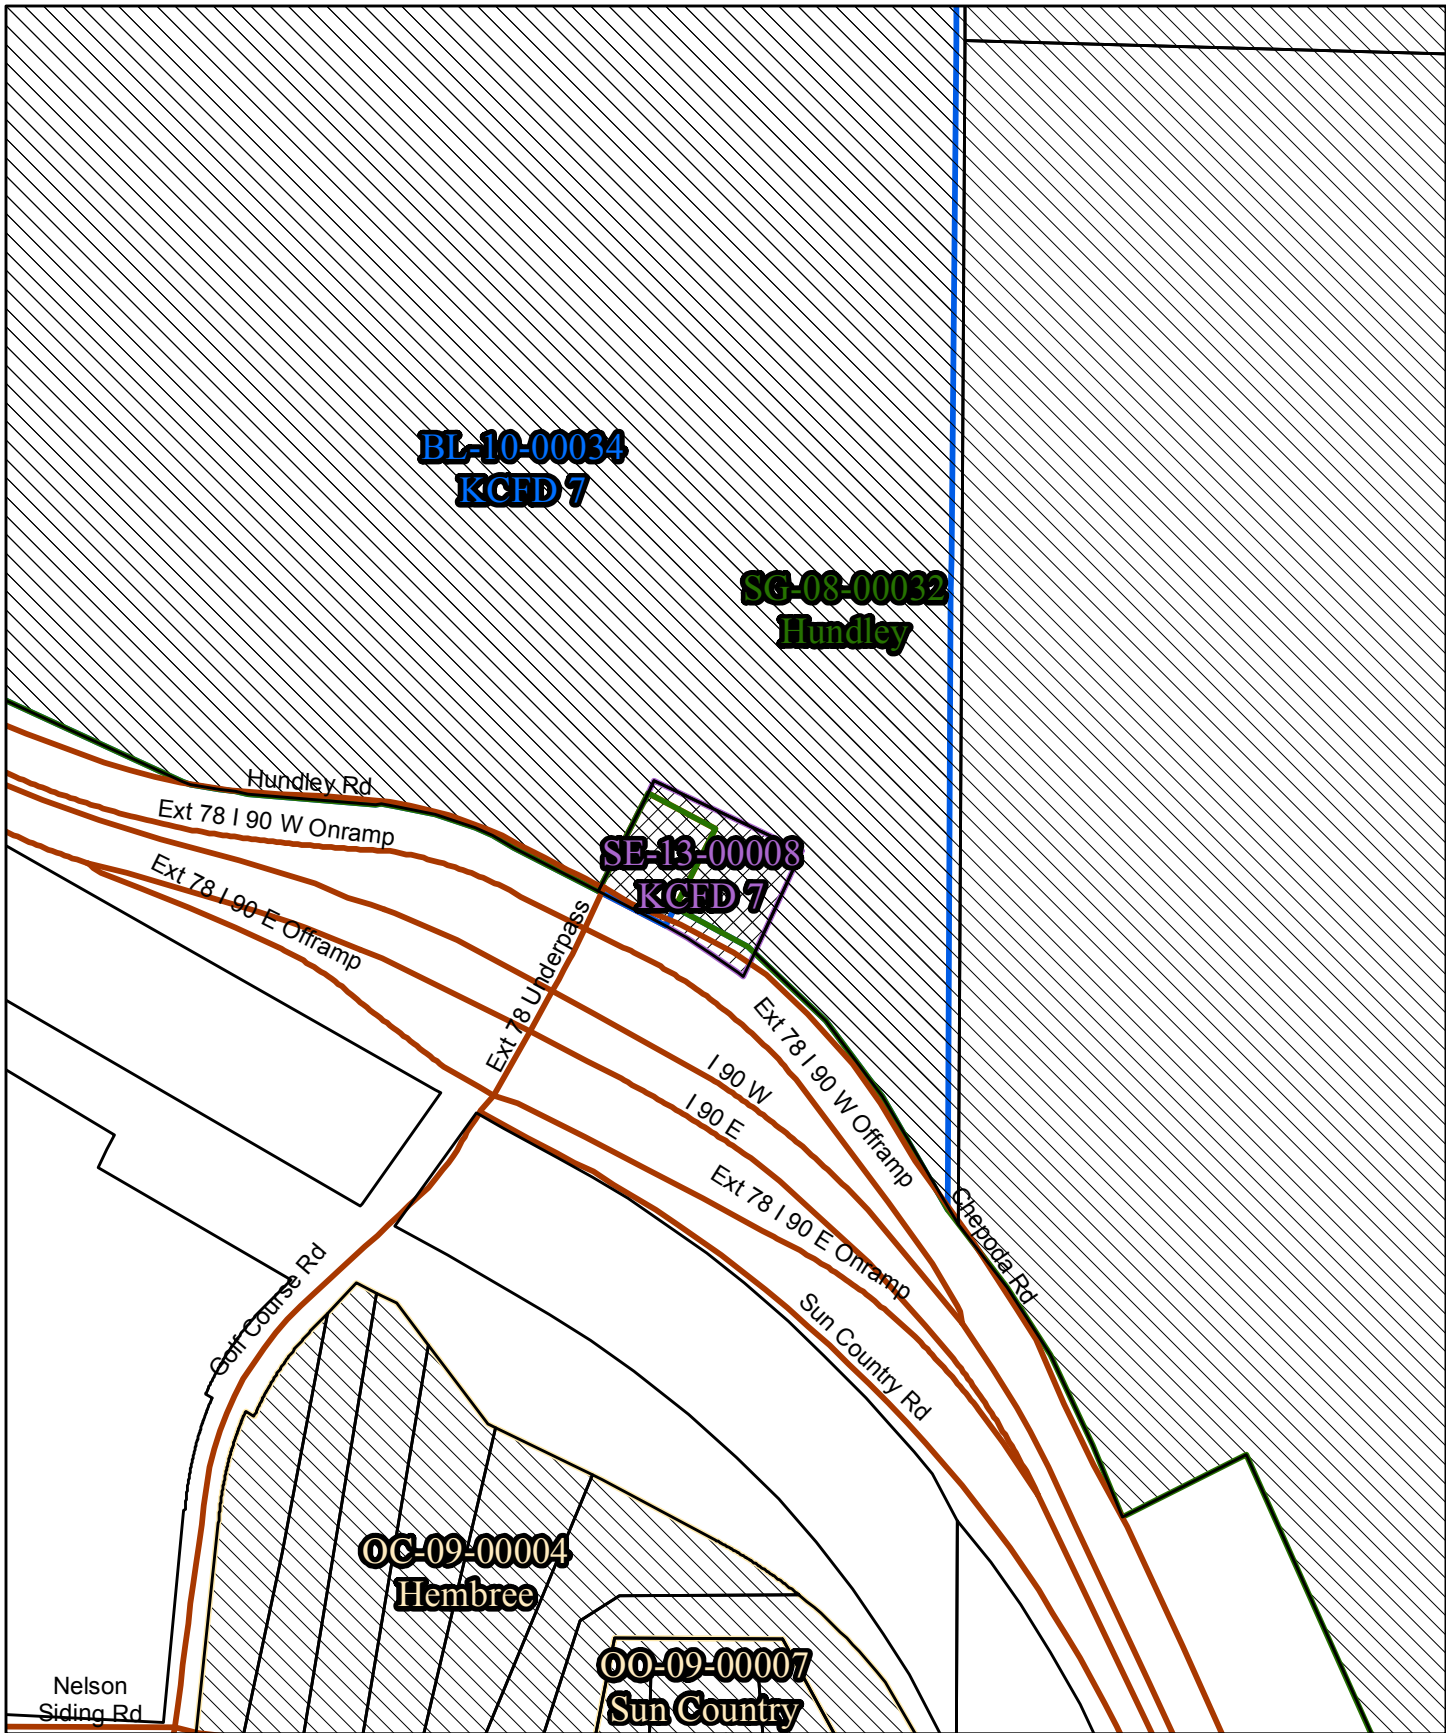 BL-10-00034
KCFD 7
SG-08-00032
Hundley
Hundley Rd
Ext 78 I 90 W Onramp
SE-13-00008
KCFD 7
Ext 78 I 90 E Offramp
Ext 78 Underpass
Ext 78 I 90 W Offramp
I 90 W
I 90 E
Ext 78 I 90 E Onramp
Chepoda Rd
Golf Course Rd
Sun Country Rd
OC-09-00004
Hembree
OO-09-00007
Sun Country
Nelson
Siding Rd